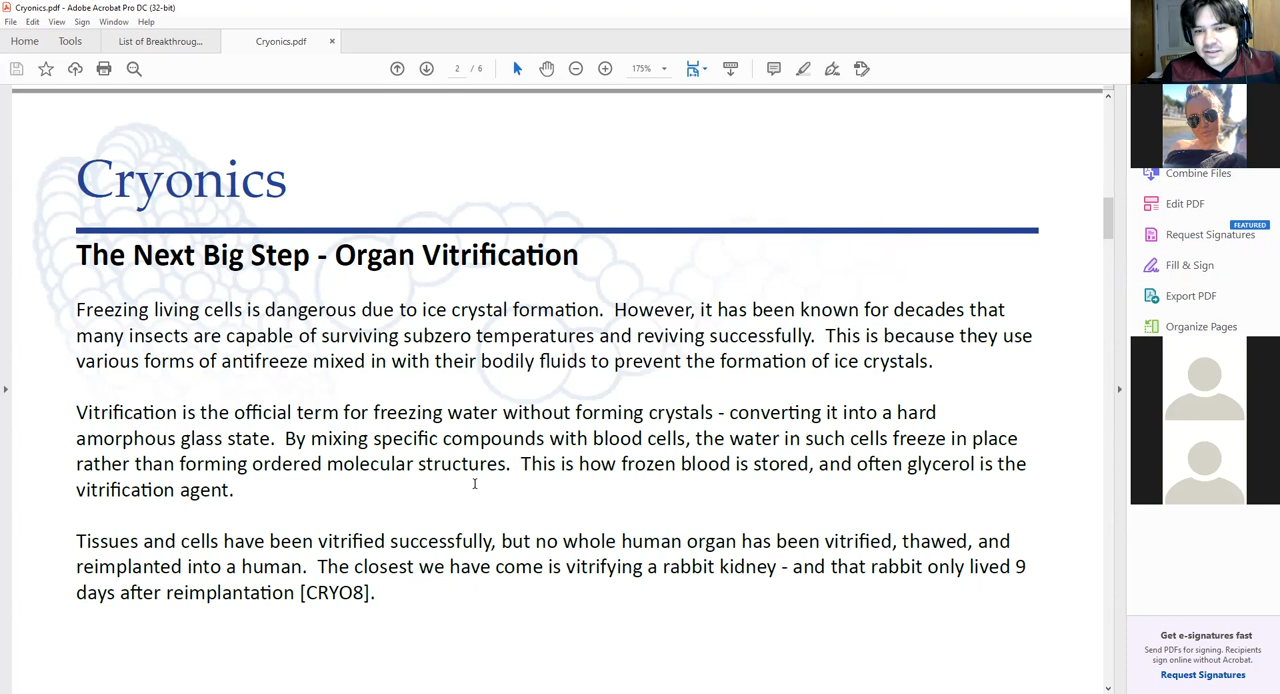 Cryonics.pdf - Adobe Acrobat Pro DC (32-bit)
File Edit View Sign Window Help
Home Tools List of Breakthroug... Cryonics.pdf ×
2 / 6 175%
Combine Files
Edit PDF
FEATURED
Request Signatures
Fill & Sign
Export PDF
Organize Pages
Cryonics
The Next Big Step - Organ Vitrification
Freezing living cells is dangerous due to ice crystal formation. However, it has been known for decades that
many insects are capable of surviving subzero temperatures and reviving successfully. This is because they use
various forms of antifreeze mixed in with their bodily fluids to prevent the formation of ice crystals.
Vitrification is the official term for freezing water without forming crystals - converting it into a hard
amorphous glass state. By mixing specific compounds with blood cells, the water in such cells freeze in place
rather than forming ordered molecular structures. This is how frozen blood is stored, and often glycerol is the
vitrification agent.
Tissues and cells have been vitrified successfully, but no whole human organ has been vitrified, thawed, and
reimplanted into a human. The closest we have come is vitrifying a rabbit kidney - and that rabbit only lived 9
days after reimplantation [CRYO8].
Get e-signatures fast
Send PDFs for signing. Recipients
sign online without Acrobat.
Request Signatures